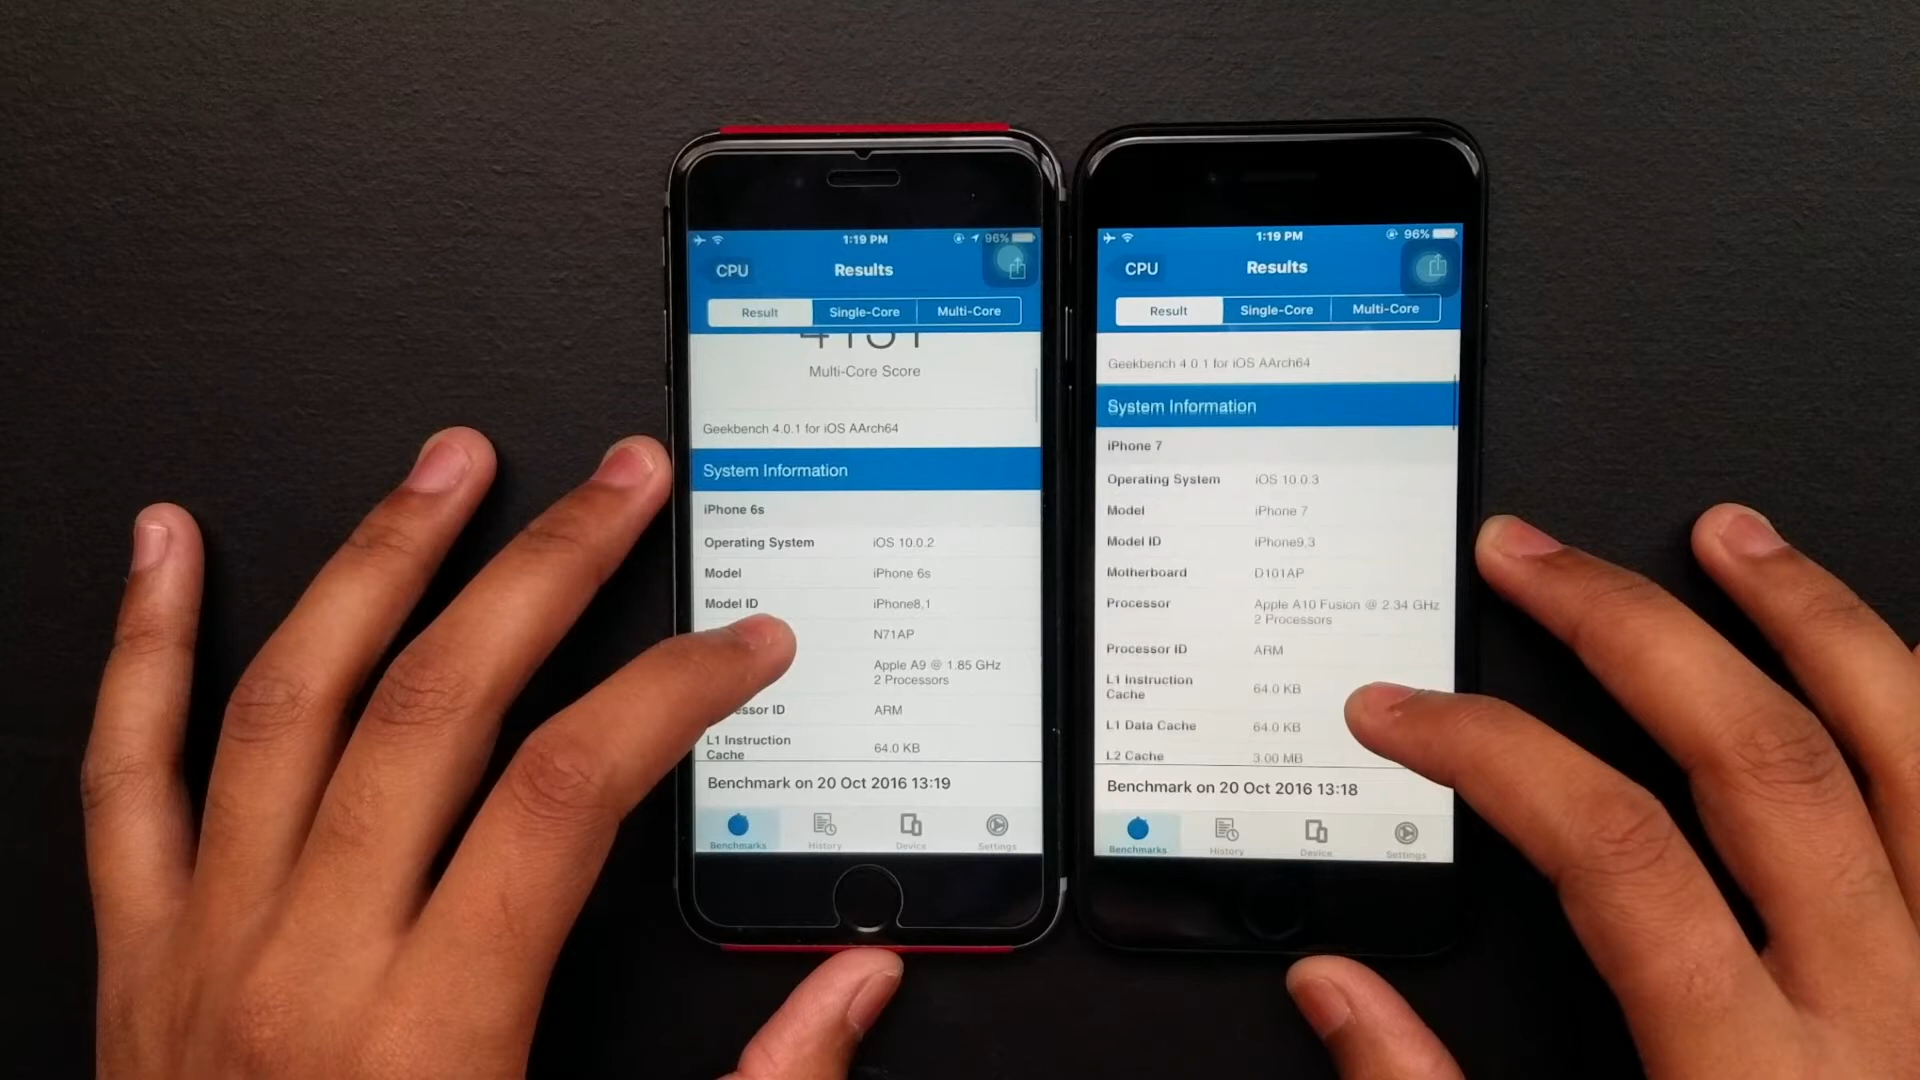 1:19 PM
96%
CPU
Results
Result
Single-Core
Multi-Core
Multi-Core Score
Geekbench 4.0.1 for iOS AArch64
System Information
iPhone 6s
Operating System iOS 10.0.2
Model iPhone 6s
Model ID iPhone8,1
N71AP
Apple A9 @ 1.85 GHz
2 Processors
essor ID ARM
L1 Instruction
Cache
64.0 KB
Benchmark on 20 Oct 2016 13:19
Benchmarks
History
Device
Settings
1:19 PM
96%
CPU
Results
Result
Single-Core
Multi-Core
Geekbench 4.0.1 for iOS AArch64
System Information
iPhone 7
Operating System iOS 10.0.3
Model iPhone 7
Model ID iPhone9,3
Motherboard D101AP
Processor Apple A10 Fusion @ 2.34 GHz
2 Processors
Processor ID ARM
L1 Instruction
Cache
64.0 KB
L1 Data Cache 64.0 KB
L2 Cache 3.00 MB
Benchmark on 20 Oct 2016 13:18
Benchmarks
History
Device
Settings